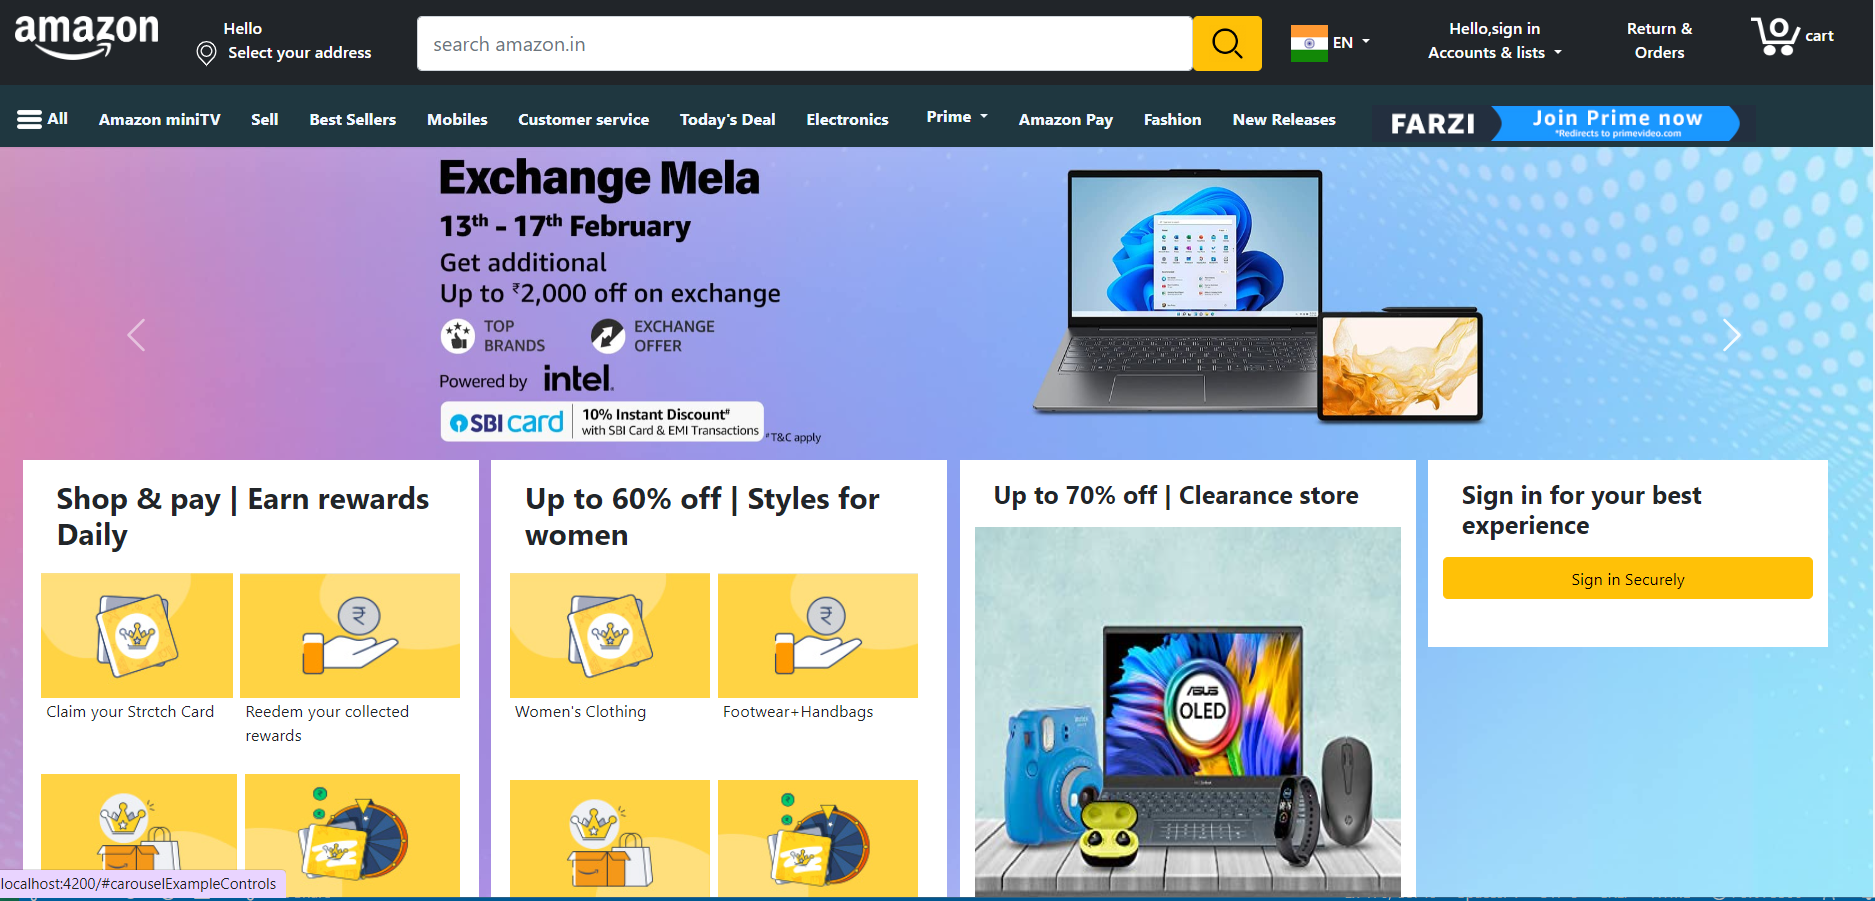 amazon
Hello
Select your address
search amazon.in
EN
Hello,sign in
Accounts & lists
Return &
Orders
0
cart
All
Amazon miniTV
Sell
Best Sellers
Mobiles
Customer service
Today's Deal
Electronics
Prime
Amazon Pay
Fashion
New Releases
FARZI
Join Prime now
*Redirects to primevideo.com
Exchange Mela
13th - 17th February
Get additional
Up to ₹2,000 off on exchange
TOP
BRANDS
EXCHANGE
OFFER
Powered by intel.
SBI card
10% Instant Discount#
with SBI Card & EMI Transactions
#T&C apply
Shop & pay | Earn rewards
Daily
Claim your Strctch Card
Reedem your collected
rewards
Up to 60% off | Styles for
women
Women's Clothing
Footwear+Handbags
Up to 70% off | Clearance store
ASUS
OLED
Sign in for your best
experience
Sign in Securely
localhost:4200/#carouselExampleControls